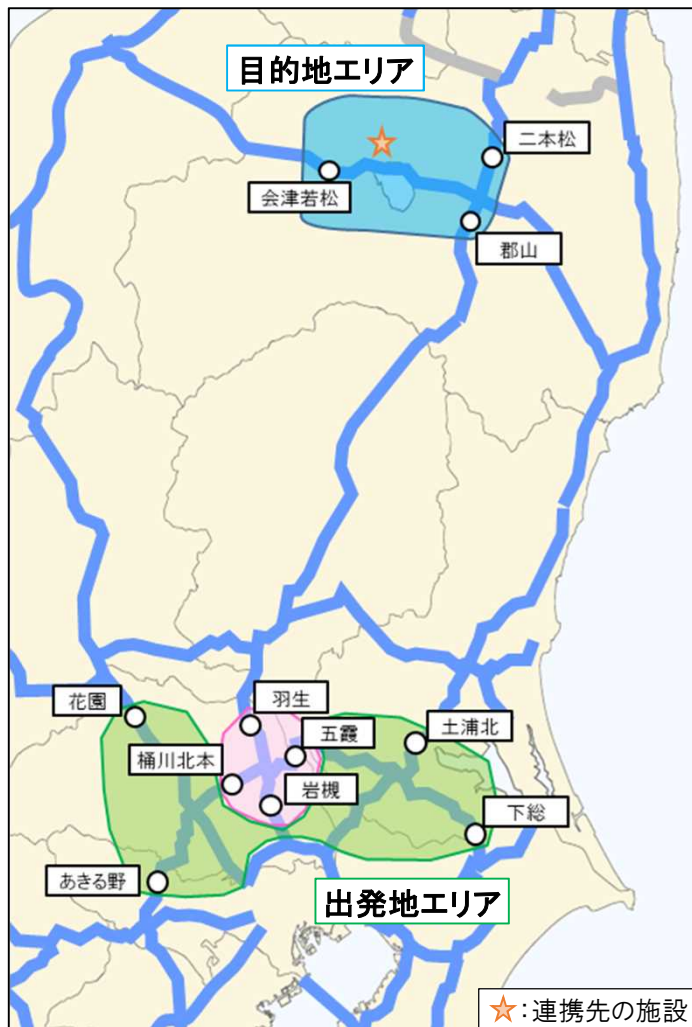 目的地エリア
二本松
会津若松
郡山
花園
羽生
土浦北
五霞
桶川北本
岩槻
下総
あきる野
出発地エリア
☆:連携先の施設